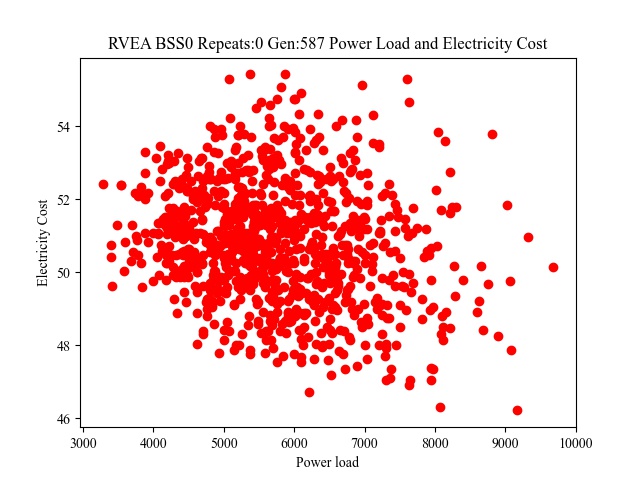 RVEA BSS0 Repeats:0 Gen:587 Power Load and Electricity Cost
Electricity Cost
54
52
50
48
46
3000 4000 5000 6000 7000 8000 9000 10000
Power load